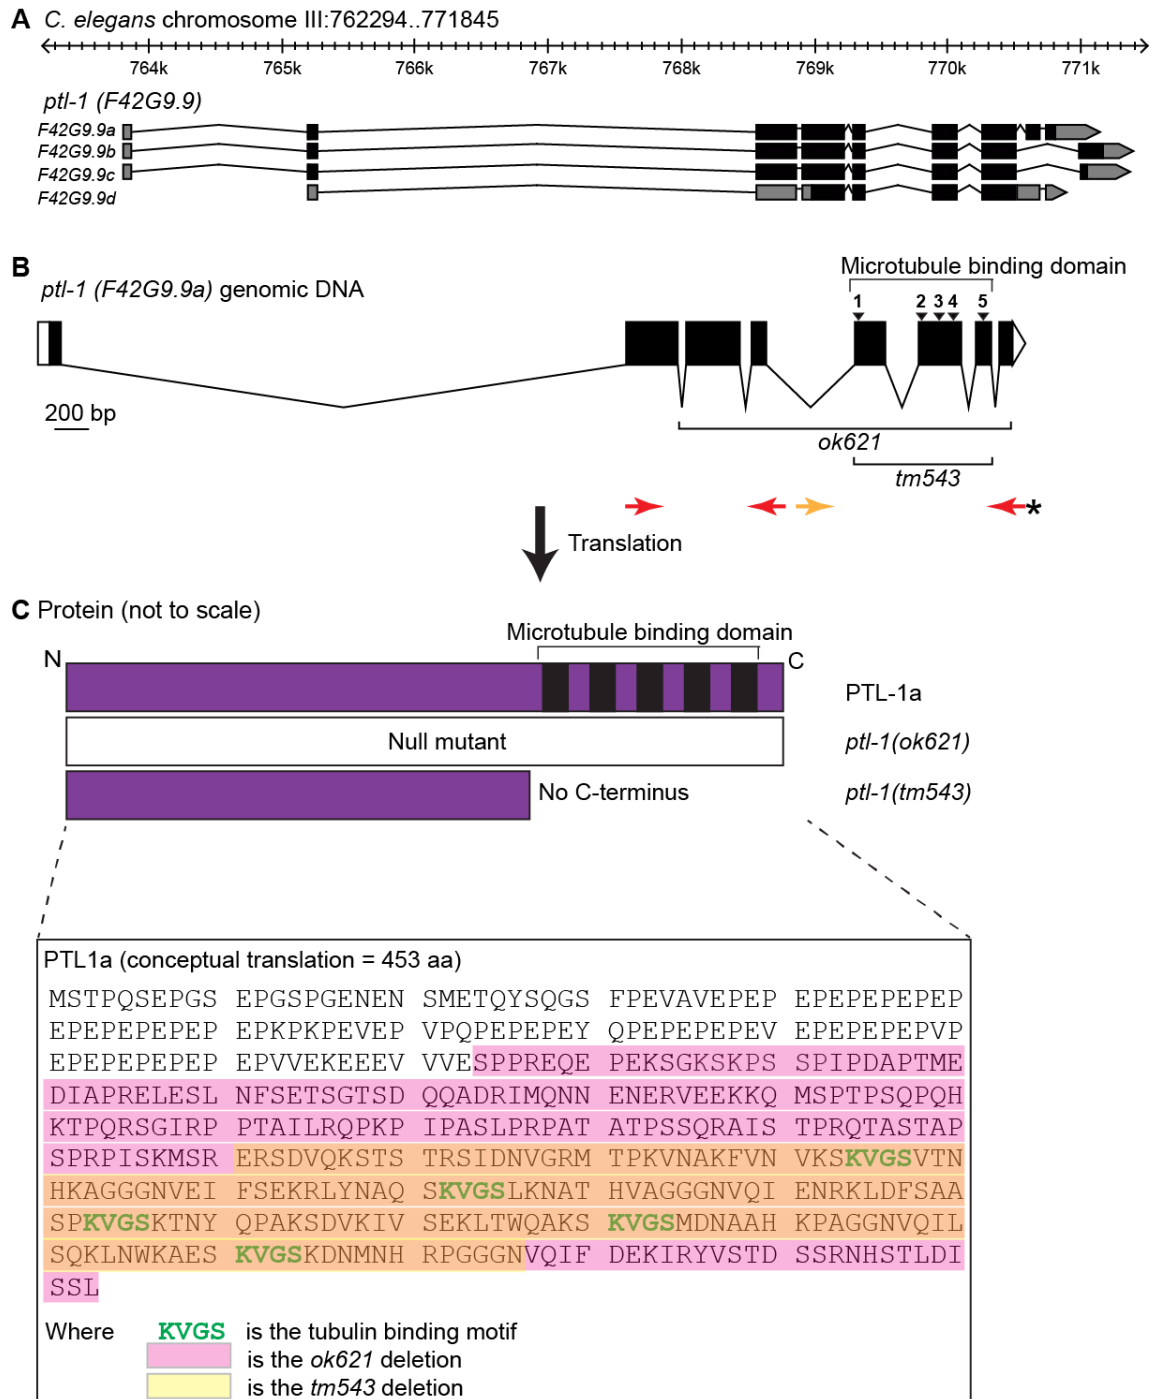 A C. elegans chromosome III:762294..771845
764k 765k 766k 767k 768k 769k 770k 771k
ptl-1 (F42G9.9)
F42G9.9a
F42G9.9b
F42G9.9c
F42G9.9d
B
Microtubule binding domain
ptl-1 (F42G9.9a) genomic DNA
1 2 3 4 5
200 bp
ok621
tm543
*
Translation
C Protein (not to scale)
Microtubule binding domain
N C
PTL-1a
Null mutant ptl-1(ok621)
No C-terminus ptl-1(tm543)
PTL1a (conceptual translation = 453 aa)
MSTPQSEPGS EPGSPGENEN SMETQYSQGS FPEVAVEPEP EPEPEPEPEP
EPEPEPEPEP EPKPKPEVEP VPQPEPEPEY QPEPEPEPEV EPEPEPEPVP
EPEPEPEPEP EPVVEKEEEV VVESPPREQE PEKSGKSKPS SPIPDAPTME
DIAPRELESL NFSETSGTSD QQADRIMQNN ENERVEEKKQ MSPTPSQPQH
KTPQRSGIRP PTAILRQPKP IPASLPRPAT ATPSSQRAIS TPRQTASTAP
SPRPISKMSR ERSDVQKSTS TRSIDNVGRM TPKVNAKFVN VKSKVGSVTN
HKAGGGNVEI FSEKRLYNAQ SKVGSLKNAT HVAGGGNVQI ENRKLDFSAA
SPKVGSKTNY QPAKSDVKIV SEKLTWQAKS KVGSMDNAAH KPAGGNVQIL
SQKLNWKAES KVGSKDNMNH RPGGGNVQIF DEKIRYVSTD SSRNHSTLDI
SSL
Where KVGS is the tubulin binding motif
is the ok621 deletion
is the tm543 deletion